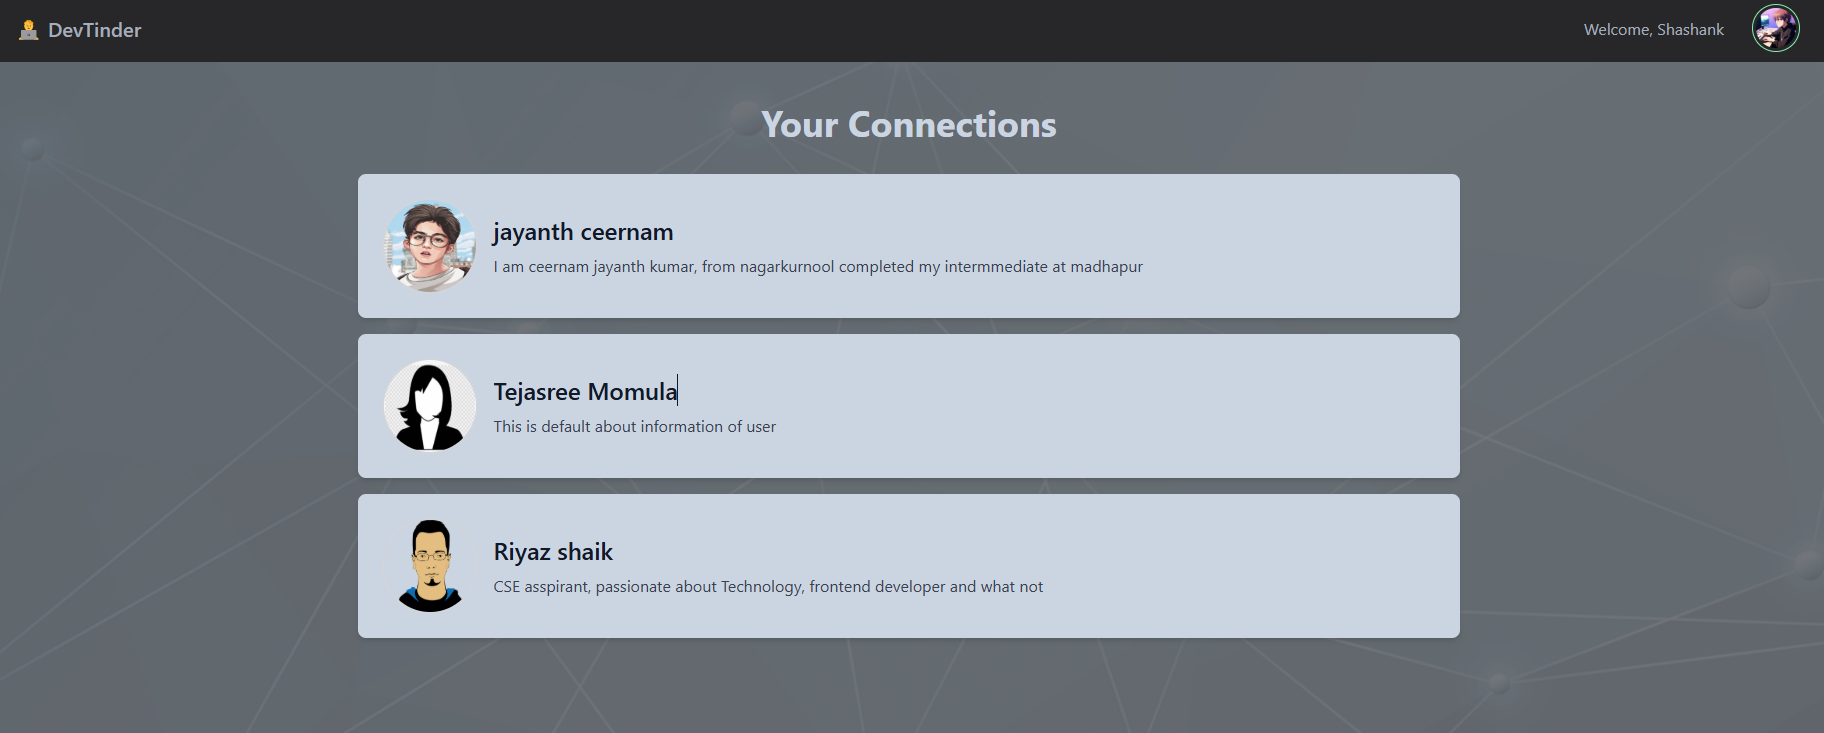 DevTinder
Welcome, Shashank
Your Connections
jayanth ceernam
I am ceernam jayanth kumar, from nagarkurnool completed my intermmediate at madhapur
Tejasree Momula
This is default about information of user
Riyaz shaik
CSE asspirant, passionate about Technology, frontend developer and what not